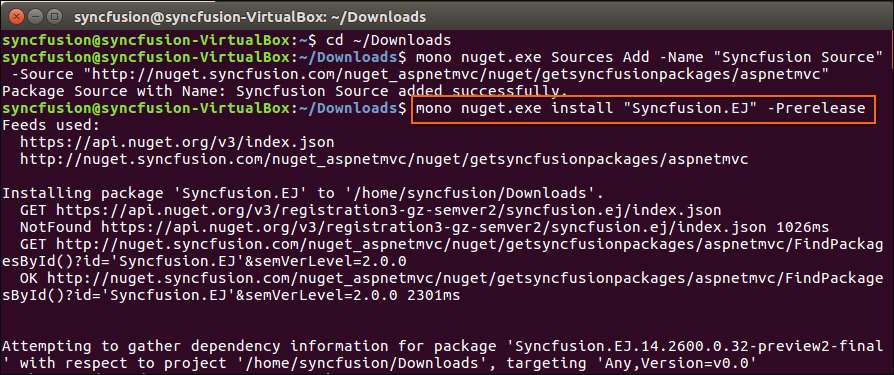 syncfusion@syncfusion-VirtualBox: ~/Downloads
syncfusion@syncfusion-VirtualBox:~$ cd ~/Downloads
syncfusion@syncfusion-VirtualBox:~/Downloads$ mono nuget.exe Sources Add -Name "Syncfusion Source"
-Source "http://nuget.syncfusion.com/nuget_aspnetmvc/nuget/getsyncfusionpackages/aspnetmvc"
Package Source with Name: Syncfusion Source added successfully.
syncfusion@syncfusion-VirtualBox:~/Downloads$ mono nuget.exe install "Syncfusion.EJ" -Prerelease
Feeds used:
https://api.nuget.org/v3/index.json
http://nuget.syncfusion.com/nuget_aspnetmvc/nuget/getsyncfusionpackages/aspnetmvc
Installing package 'Syncfusion.EJ' to '/home/syncfusion/Downloads'.
GET https://api.nuget.org/v3/registration3-gz-semver2/syncfusion.ej/index.json
NotFound https://api.nuget.org/v3/registration3-gz-semver2/syncfusion.ej/index.json 1026ms
GET http://nuget.syncfusion.com/nuget_aspnetmvc/nuget/getsyncfusionpackages/aspnetmvc/FindPackag
esById()?id='Syncfusion.EJ'&semVerLevel=2.0.0
OK http://nuget.syncfusion.com/nuget_aspnetmvc/nuget/getsyncfusionpackages/aspnetmvc/FindPackage
sById()?id='Syncfusion.EJ'&semVerLevel=2.0.0 2301ms
Attempting to gather dependency information for package 'Syncfusion.EJ.14.2600.0.32-preview2-final
' with respect to project '/home/syncfusion/Downloads', targeting 'Any,Version=v0.0'